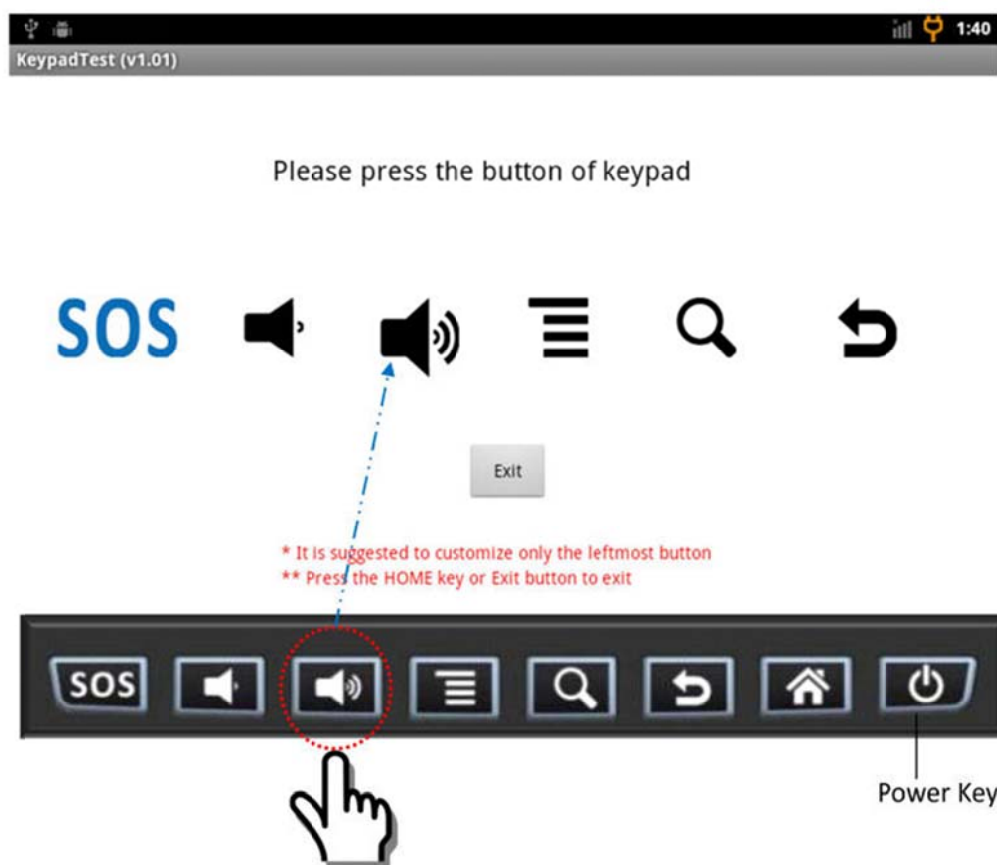 1:40
KeypadTest (v1.01)
Please press the button of keypad
SOS
Exit
* It is suggested to customize only the leftmost button
** Press the HOME key or Exit button to exit
SOS
Power Key